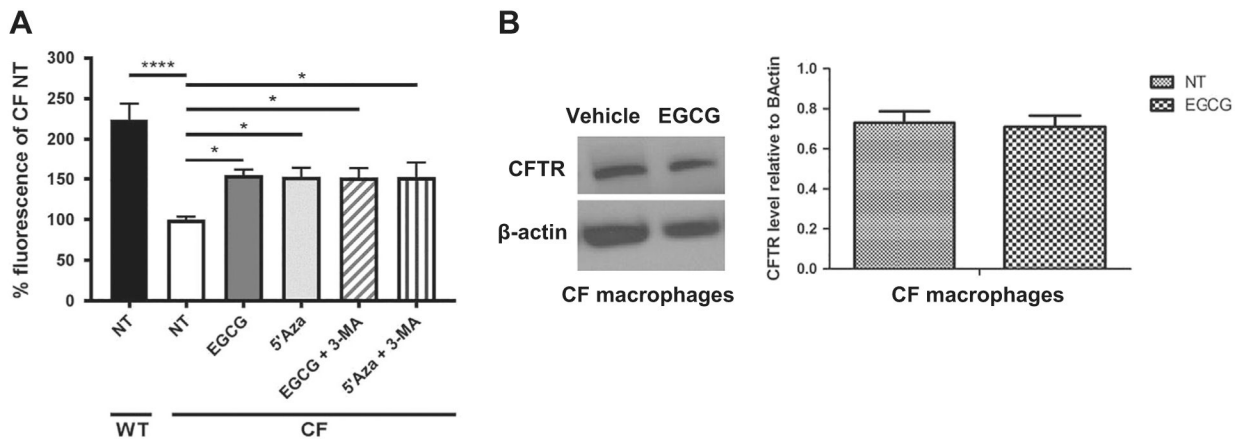 A
% fluorescence of CF NT
300
250
200
150
100
50
0
****
*
*
*
*
NT
NT
EGCG
5'Aza
EGCG + 3-MA
5'Aza + 3-MA
WT
CF
B
Vehicle EGCG
CFTR
β-actin
CF macrophages
CFTR level relative to BActin
1.0
0.8
0.6
0.4
0.2
0.0
CF macrophages
NT
EGCG